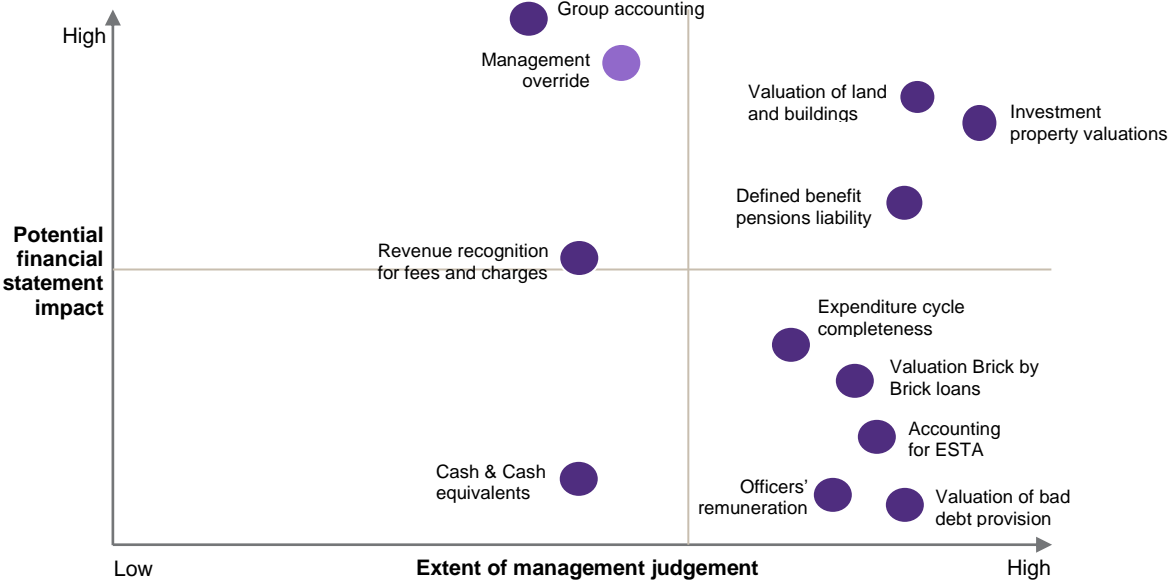 Group accounting
High
Management
override
Valuation of land
and buildings
Investment
property valuations
Defined benefit
pensions liability
Potential
financial
statement
impact
Revenue recognition
for fees and charges
Expenditure cycle
completeness
Valuation Brick by
Brick loans
Accounting
for ESTA
Cash & Cash
equivalents
Officers’
remuneration
Valuation of bad
debt provision
Low
Extent of management judgement
High